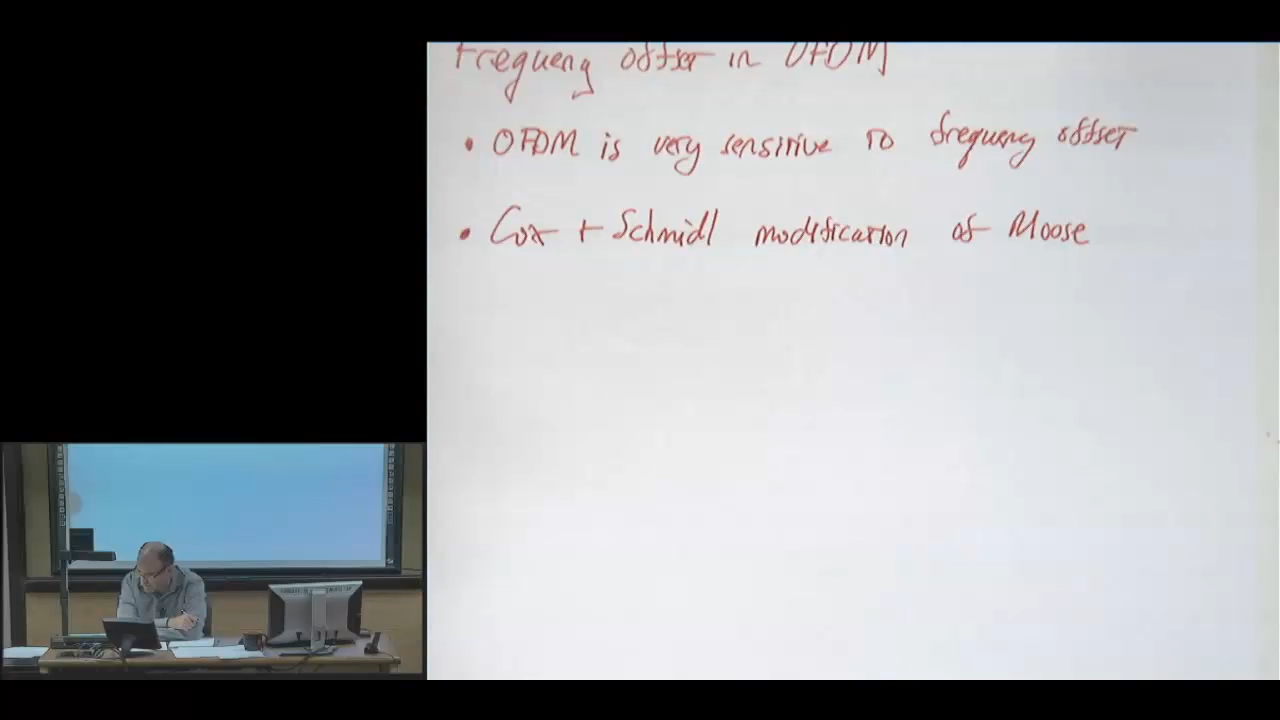 Frequency offset in OFDM
• OFDM is very sensitive to frequency offset
• Cox + Schmidl modification of Moose